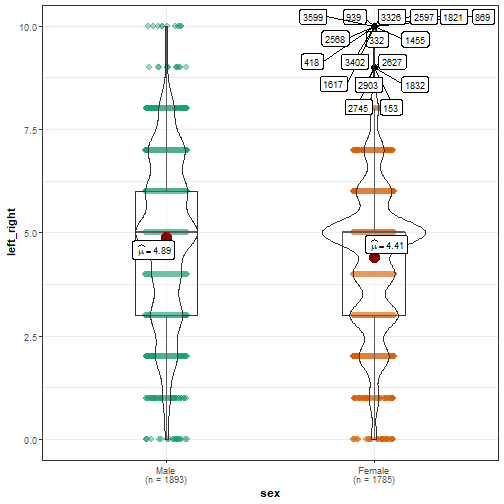 3599 939 3326 2597 1821 869
2568 332 1455
418 3402 2627
1617 2903 1832
2745 153
10.0
7.5
5.0
2.5
0.0
left_right
μ̂ = 4.89
μ̂ = 4.41
Male
(n = 1893)
Female
(n = 1785)
sex